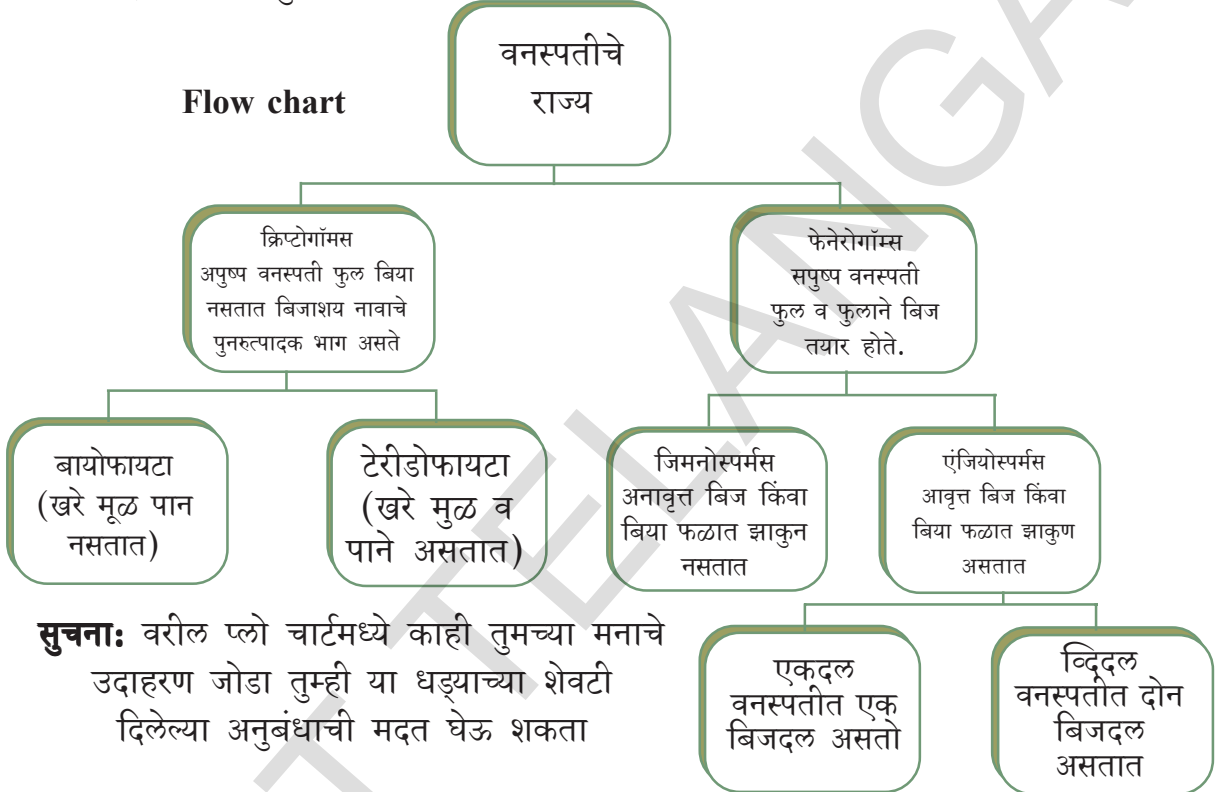 वनस्पतीचे
राज्य
Flow chart
क्रिप्टोगॉमस
अपुष्प वनस्पती फुल बिया
नसतात बिजाशय नावाचे
पुनरुत्पादक भाग असते
फेनेरोगॉम्स
सपुष्प वनस्पती
फुल व फुलाने बिज
तयार होते.
बायोफायटा
(खरे मूळ पान
नसतात)
टेरीडोफायटा
(खरे मुळ व
पाने असतात)
जिमनोस्पर्मस
अनावृत्त बिज किंवा
बिया फळात झाकुन
नसतात
एंजियोस्पर्मस
आवृत्त बिज किंवा
बिया फळात झाकुण
असतात
एकदल
वनस्पतीत एक
बिजदल असतो
व्दिदल
वनस्पतीत दोन
बिजदल
असतात
सुचना: वरील प्लो चार्टमध्ये काही तुमच्या मनाचे
उदाहरण जोडा तुम्ही या धड्याच्या शेवटी
दिलेल्या अनुबंधाची मदत घेऊ शकता